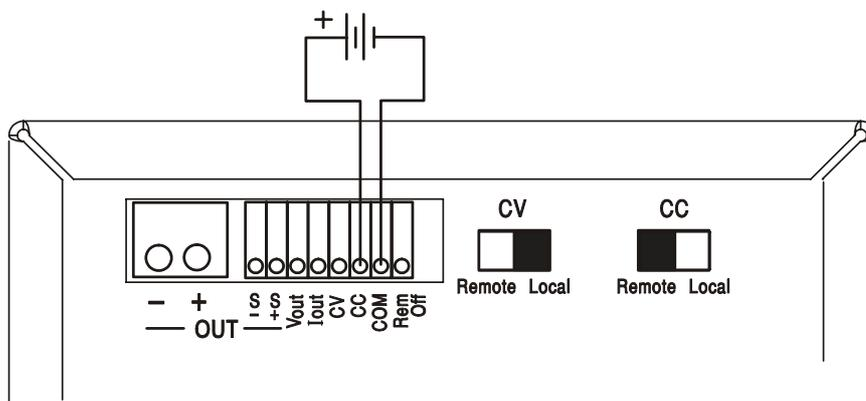 +
CV
CC
Remote Local
Remote Local
- +
OUT
S -
S +
Vout
Iout
CV
CC
COM
Rem Off